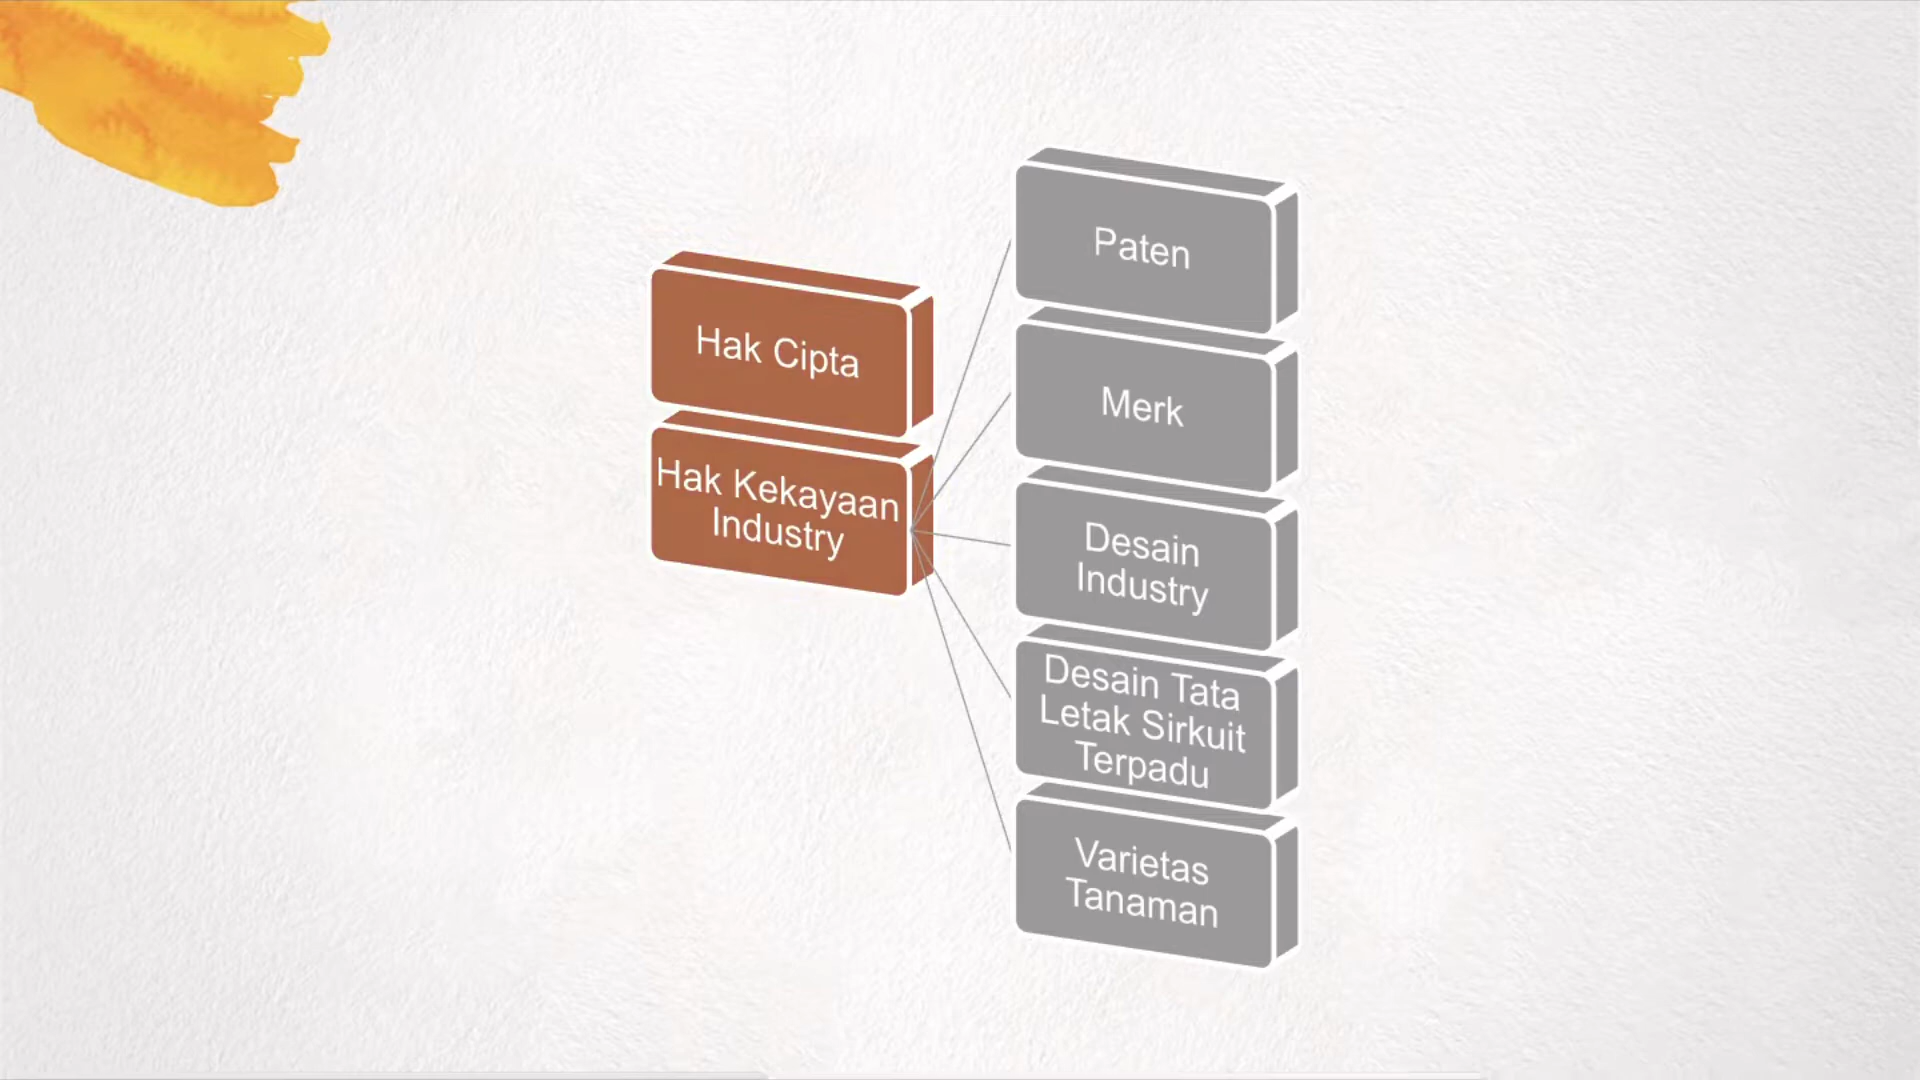 Hak Cipta
Hak Kekayaan
Industry
Paten
Merk
Desain
Industry
Desain Tata
Letak Sirkuit
Terpadu
Varietas
Tanaman